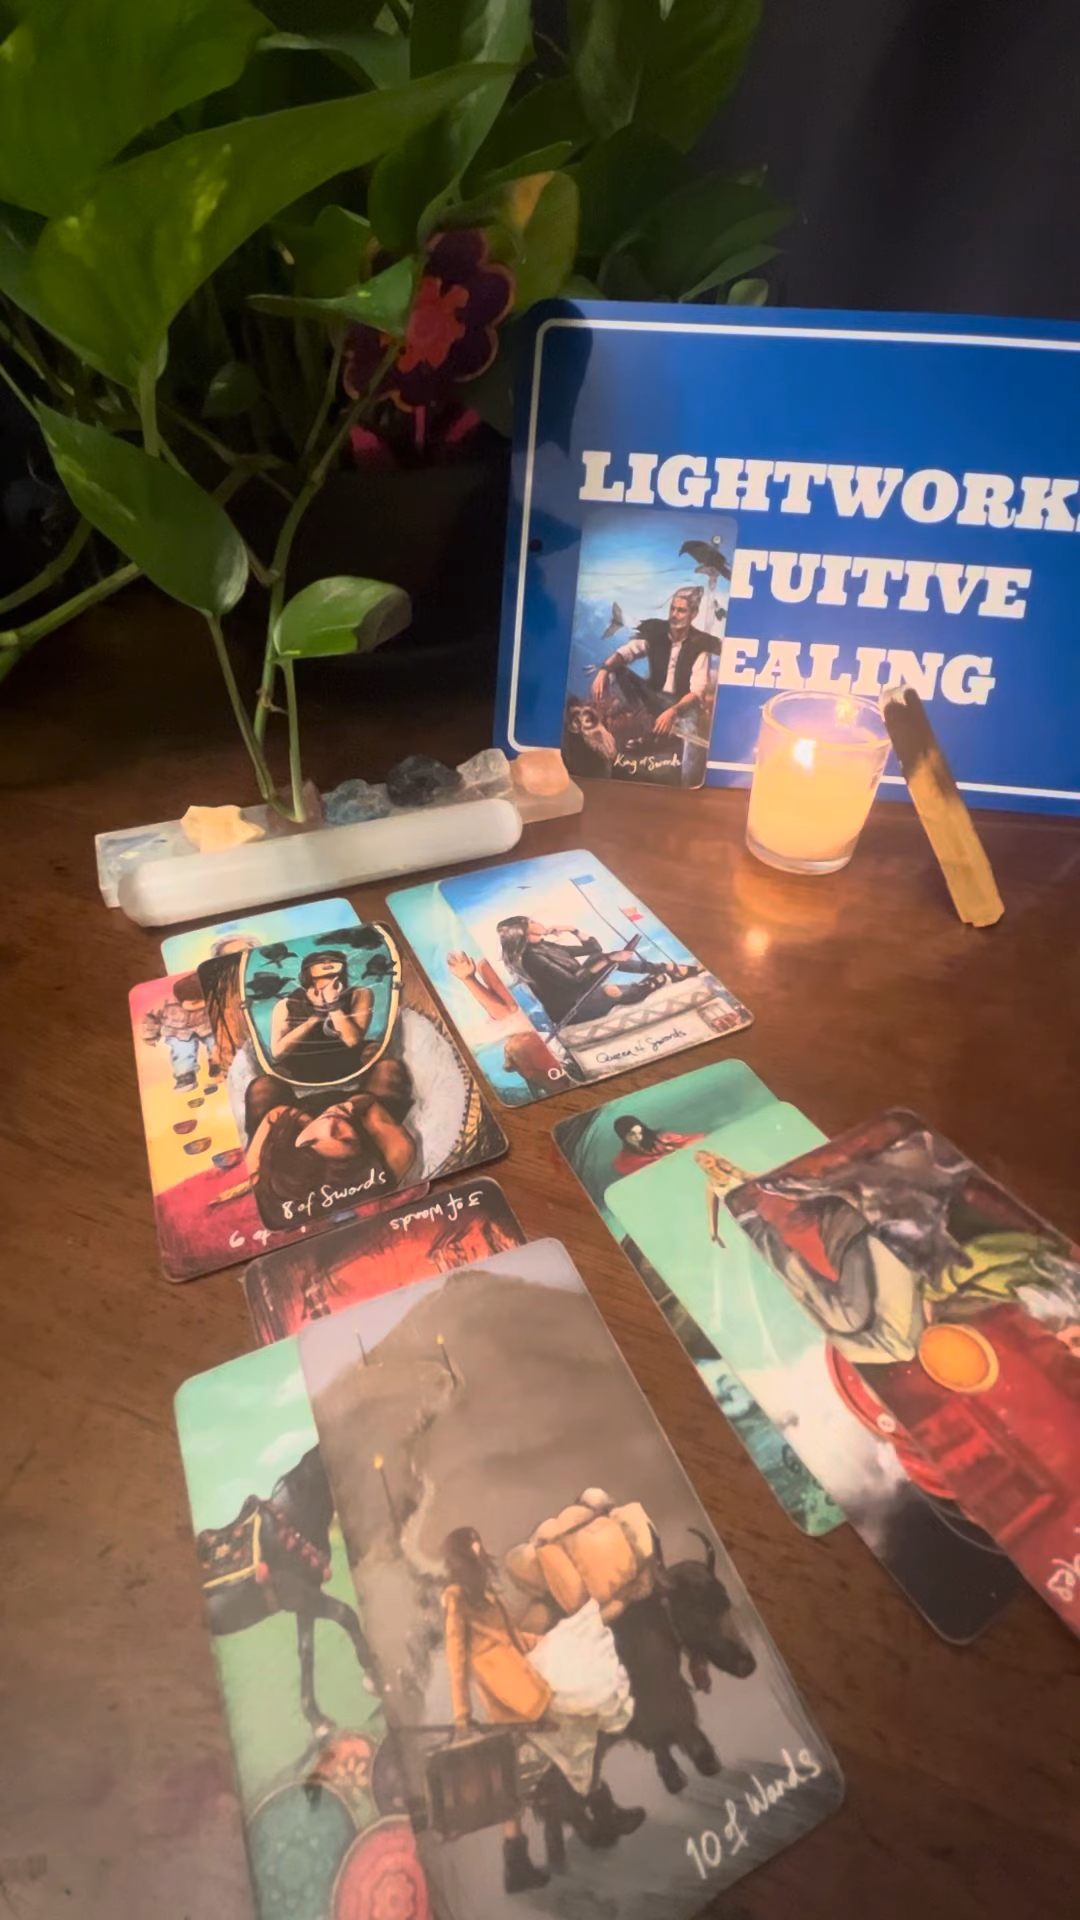 LIGHTWORK
TUITIVE
EALING
King of Swords
Queen of Swords
8 of Swords
3 of Wands
10 of Wands